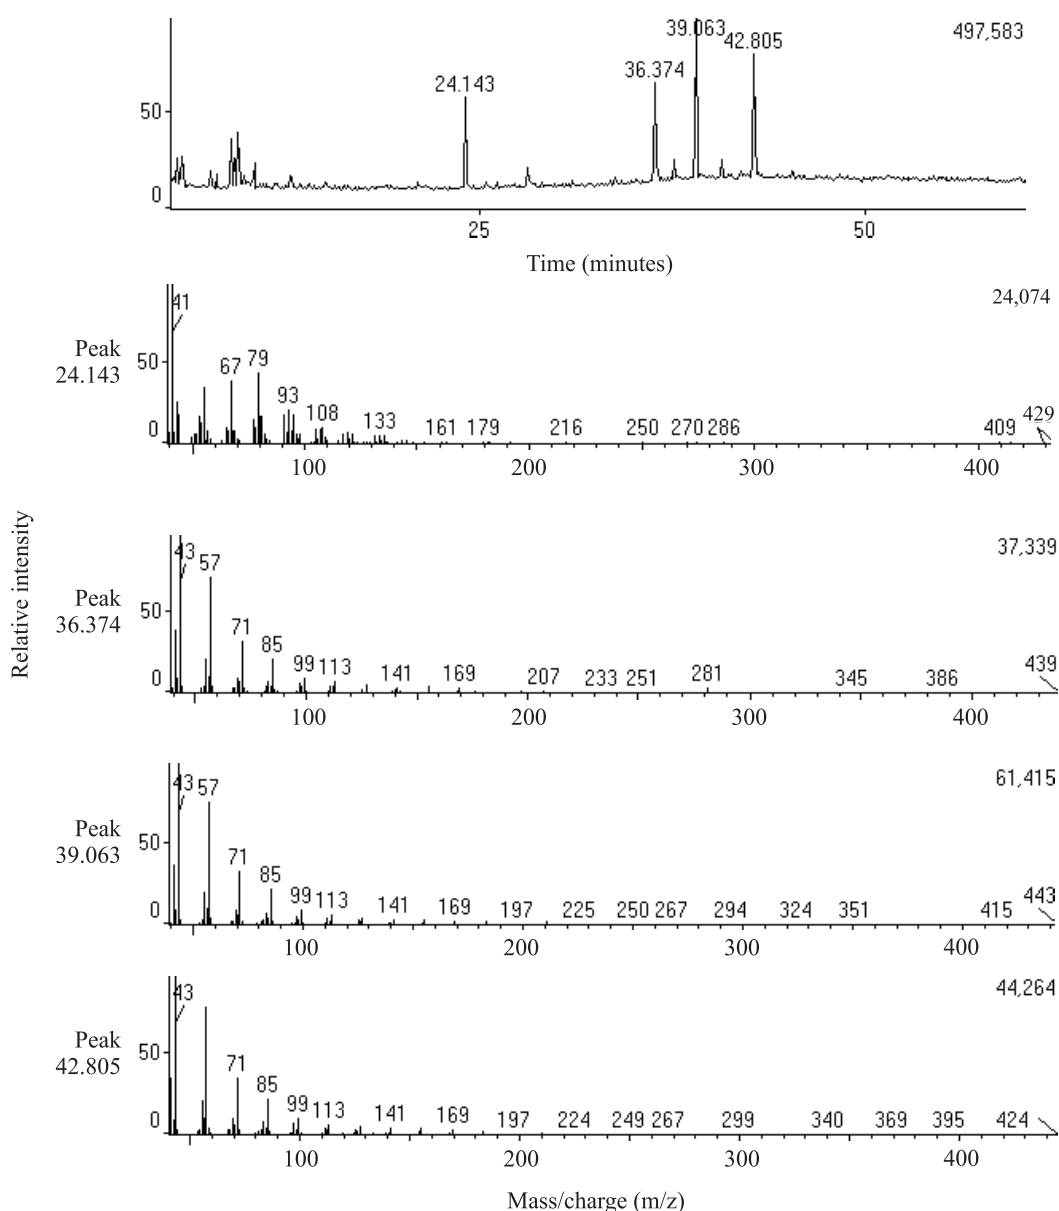 39.063 42.805 497,583
36.374
24.143
50
0
25 50
Time (minutes)
41 24,074
Peak
24.143
50
67 79
93
108
133
0 161 179 216 250 270 286 409 429
100 200 300 400
Relative intensity
43 57 37,339
Peak
36.374
50
71
85
99 113
0 141 169 207 233 251 281 345 386 439
100 200 300 400
43 57 61,415
Peak
39.063
50
71
85
99 113
0 141 169 197 225 250 267 294 324 351 415 443
100 200 300 400
43 44,264
Peak
42.805
50
71
85
99 113
0 141 169 197 224 249 267 299 340 369 395 424
100 200 300 400
Mass/charge (m/z)